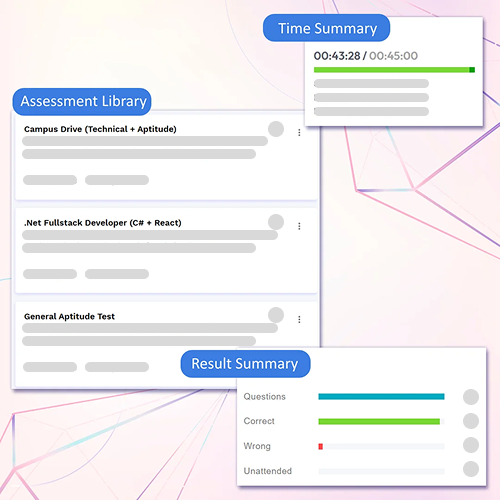 Time Summary
00:43:28 / 00:45:00
Assessment Library
Campus Drive (Technical + Aptitude)
.Net Fullstack Developer (C# + React)
General Aptitude Test
Result Summary
Questions
Correct
Wrong
Unattended